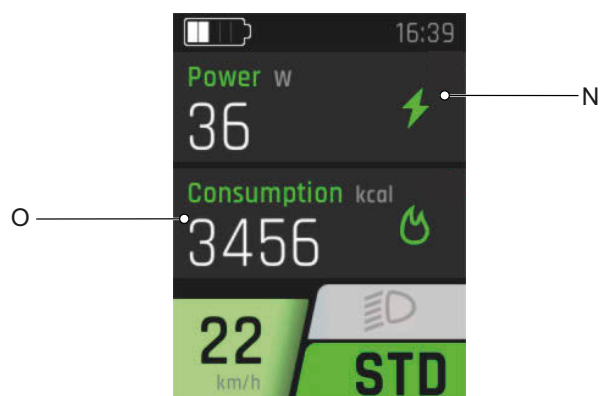 16:39
Power W
N
36
Consumption kcal
O
3456
22
km/h
STD